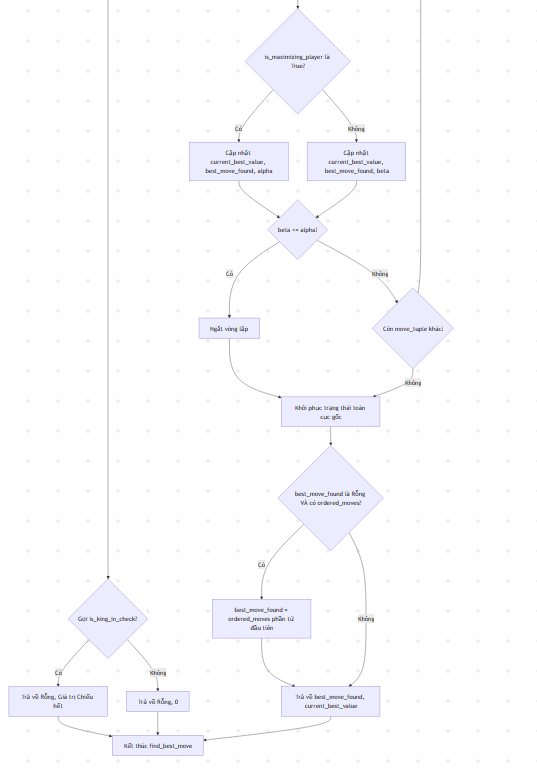 is_maximizing_player là
True?
Có
Không
Cập nhật
current_best_value,
best_move_found, alpha
Cập nhật
current_best_value,
best_move_found, beta
beta <= alpha?
Có
Không
Ngắt vòng lặp
Còn move_tuple khác?
Không
Khôi phục trạng thái toàn
cục gốc
best_move_found là Rỗng
VÀ có ordered_moves?
Có
best_move_found =
ordered_moves phần tử
đầu tiên
Không
Gọi is_king_in_check?
Có
Không
Trả về Rỗng, Giá trị Chiếu
hết
Trả về Rỗng, 0
Trả về best_move_found,
current_best_value
Kết thúc find_best_move